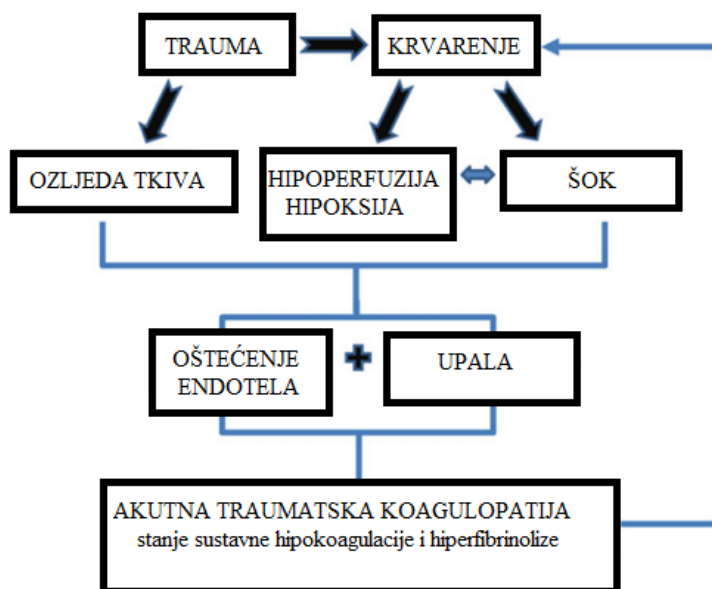 TRAUMA
KRVARENJE
OZLJEDA TKIVA
HIPOPERFUZIJA
HIPOKSIJA
ŠOK
OŠTEĆENJE
ENDOTELA
UPALA
AKUTNA TRAUMATSKA KOAGULOPATIJA
stanje sustavne hipokoagulacije i hiperfibrinolize